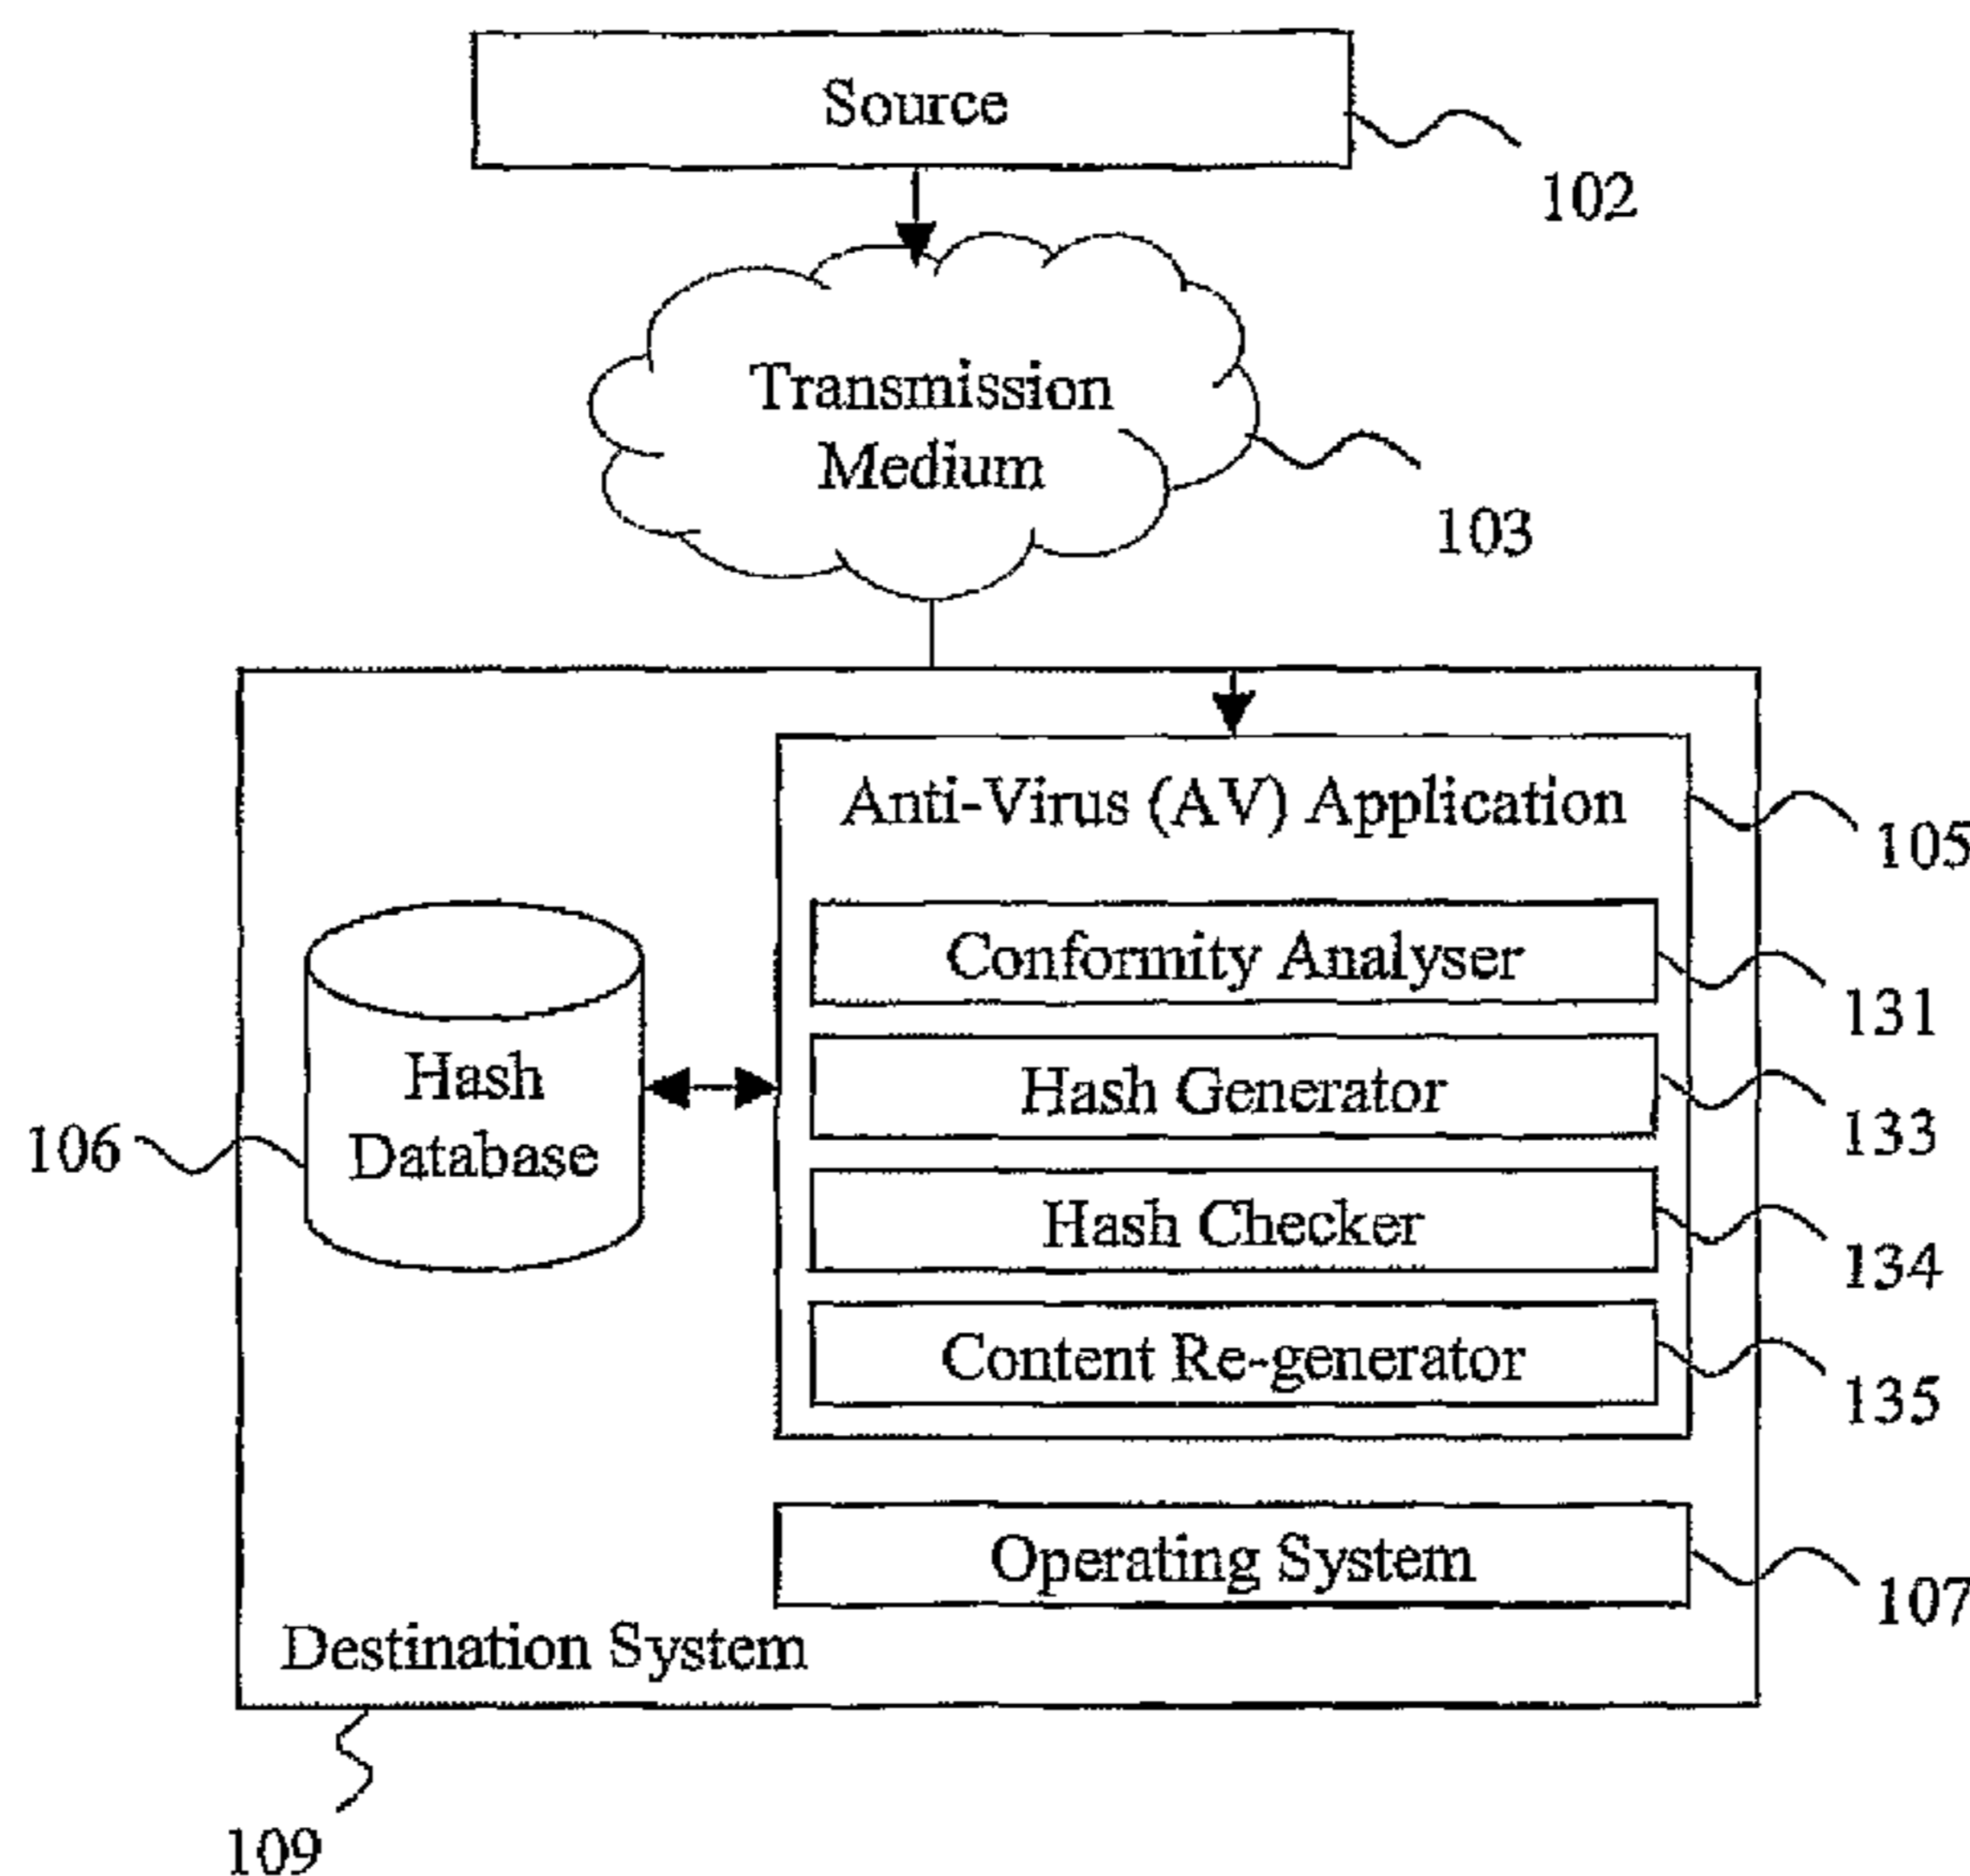 Source
102
Transmission
Medium
103
Anti-Virus (AV) Application
105
Conformity Analyser
131
Hash
Database
106
Hash Generator
133
Hash Checker
134
Content Re-generator
135
Operating System
107
Destination System
109